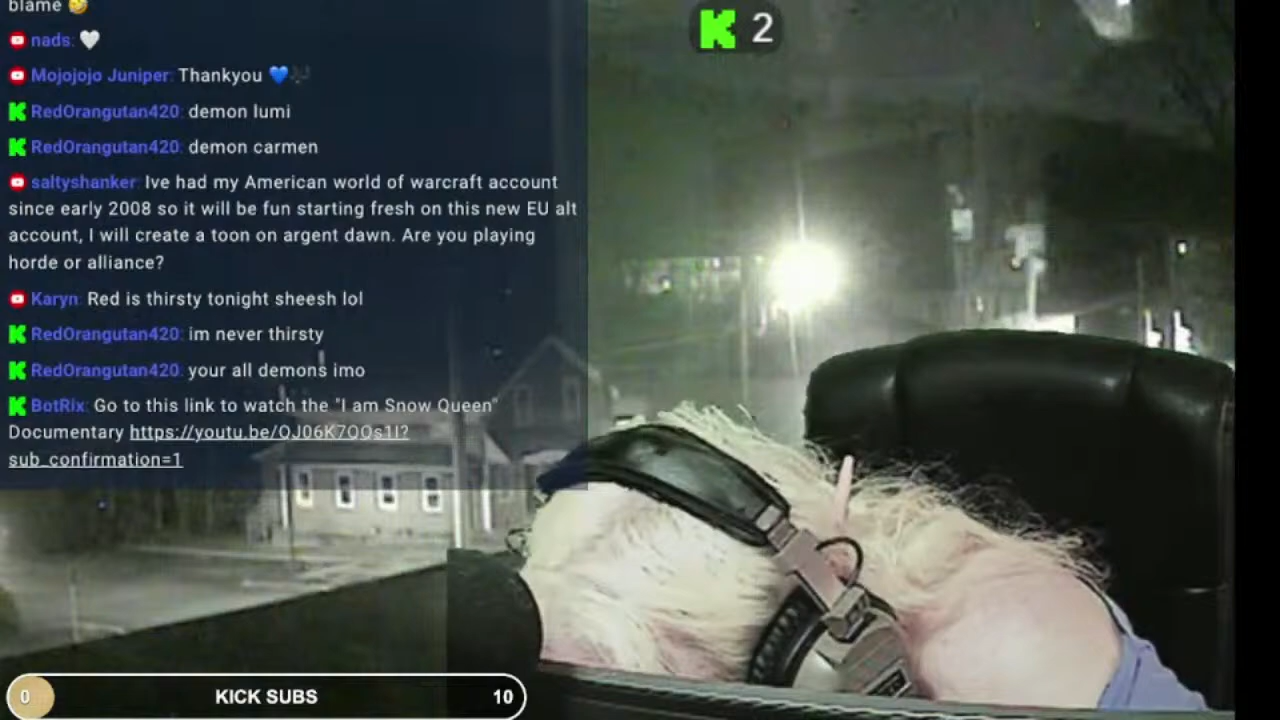 blame 🤣
nads: 🤍
Mojojojo Juniper: Thankyou 💙🎶
RedOrangutan420: demon lumi
RedOrangutan420: demon carmen
saltyshanker: Ive had my American world of warcraft account
since early 2008 so it will be fun starting fresh on this new EU alt
account, I will create a toon on argent dawn. Are you playing
horde or alliance?
Karyn: Red is thirsty tonight sheesh lol
RedOrangutan420: im never thirsty
RedOrangutan420: your all demons imo
BotRix: Go to this link to watch the "I am Snow Queen"
Documentary https://youtu.be/OJ06K7QQs1I?
sub_confirmation=1
K 2
0 KICK SUBS 10